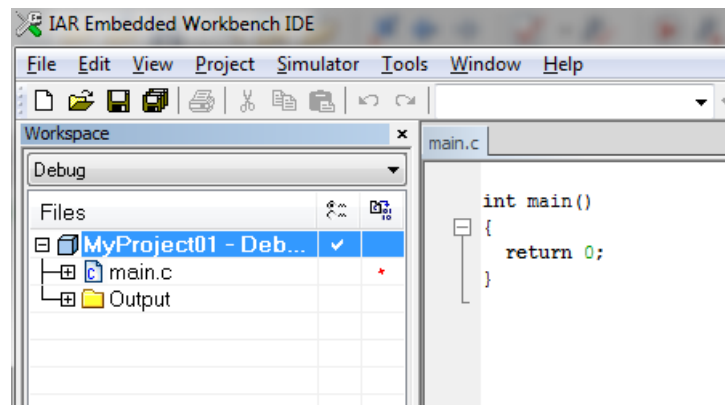 IAR Embedded Workbench IDE
File Edit View Project Simulator Tools Window Help
Workspace
Debug
Files
MyProject01 - Deb...
main.c
Output
main.c
int main()
{
return 0;
}